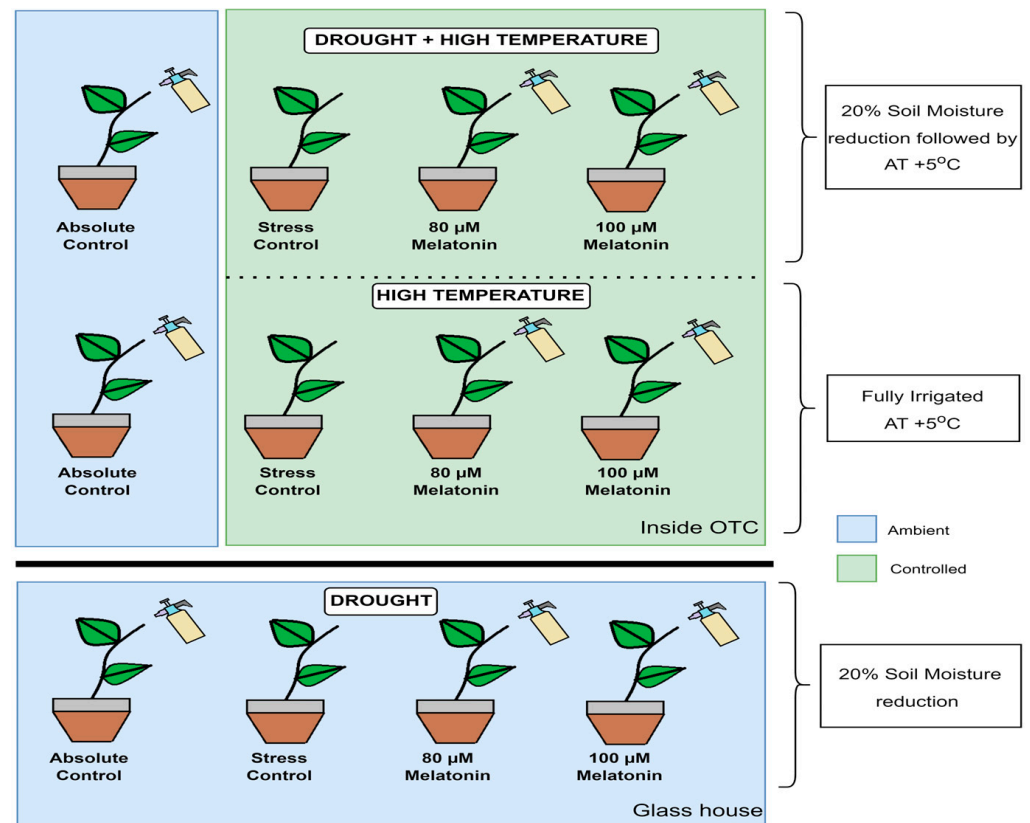 DROUGHT + HIGH TEMPERATURE
Absolute
Control
Stress
Control
80 µM
Melatonin
100 µM
Melatonin
20% Soil Moisture
reduction followed by
AT +5°C
HIGH TEMPERATURE
Absolute
Control
Stress
Control
80 µM
Melatonin
100 µM
Melatonin
Inside OTC
Fully Irrigated
AT +5°C
Ambient
Controlled
DROUGHT
Absolute
Control
Stress
Control
80 µM
Melatonin
100 µM
Melatonin
Glass house
20% Soil Moisture
reduction